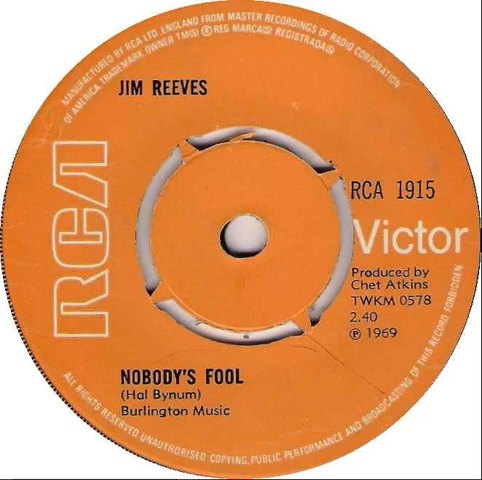 MANUFACTURED BY RCA LTD. ENGLAND FROM MASTER RECORDINGS OF RADIO CORPORATION
OF AMERICA. TRADEMARK OWNER TM(S) ® REG MARCA(S) REGISTRADA(S)
JIM REEVES
RCA
RCA 1915
Victor
Produced by
Chet Atkins
TWKM 0578
2.40
℗ 1969
NOBODY'S FOOL
(Hal Bynum)
Burlington Music
ALL RIGHTS RESERVED UNAUTHORISED COPYING, PUBLIC PERFORMANCE AND BROADCASTING OF THIS RECORD FORBIDDEN